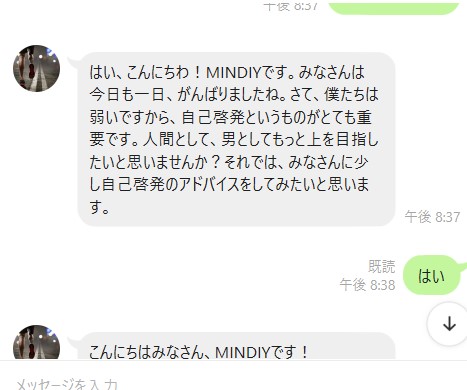 午後 8:37
はい、こんにちわ！MINDIYです。みなさんは
今日も一日、がんばりましたね。さて、僕たちは
弱いですから、自己啓発というものがとても重
要です。人間として、男としてもっと上を目指し
たいと思いませんか？それでは、みなさんに少
し自己啓発のアドバイスをしてみたいと思いま
す。
午後 8:37
既読
午後 8:38
はい
こんにちはみなさん、MINDIYです！
メッセージを入力